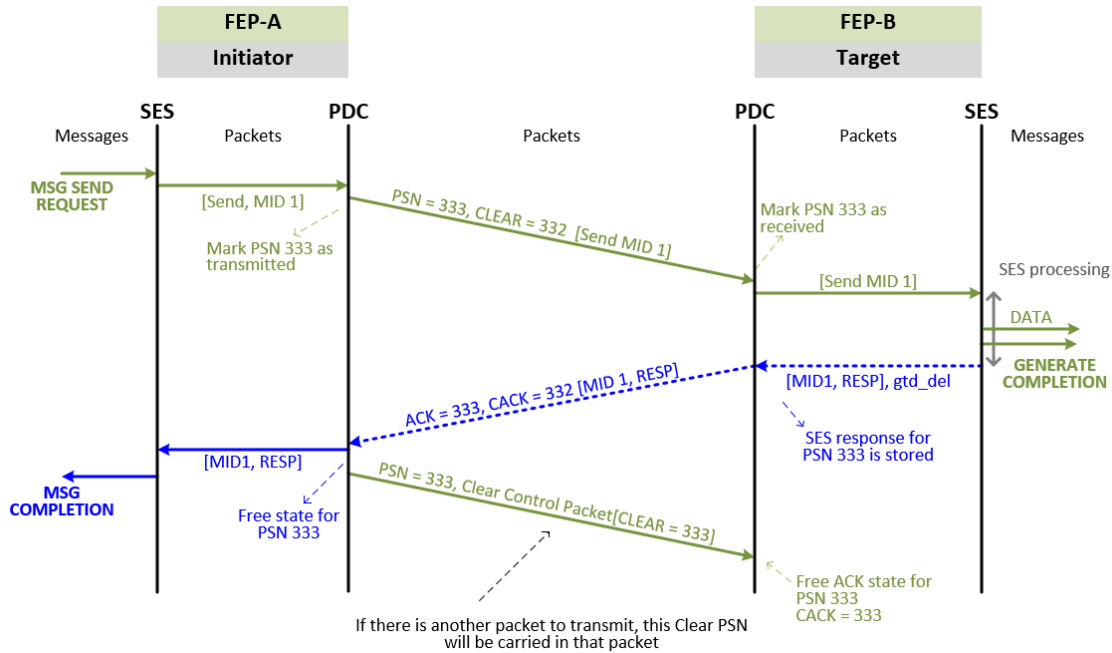 FEP-A
Initiator
FEP-B
Target
SES
PDC
PDC
SES
Messages
Packets
Packets
Packets
Messages
MSG SEND
REQUEST
[Send, MID 1]
Mark PSN 333 as
transmitted
PSN = 333, CLEAR = 332 [Send MID 1]
Mark PSN 333 as
received
[Send MID 1]
SES processing
DATA
GENERATE
COMPLETION
[MID1, RESP], gtd_del
SES response for
PSN 333 is stored
ACK = 333, CACK = 332 [MID 1, RESP]
[MID1, RESP]
MSG
COMPLETION
Free state for
PSN 333
PSN = 333, Clear Control Packet[CLEAR = 333]
Free ACK state for
PSN 333
CACK = 333
If there is another packet to transmit, this Clear PSN
will be carried in that packet